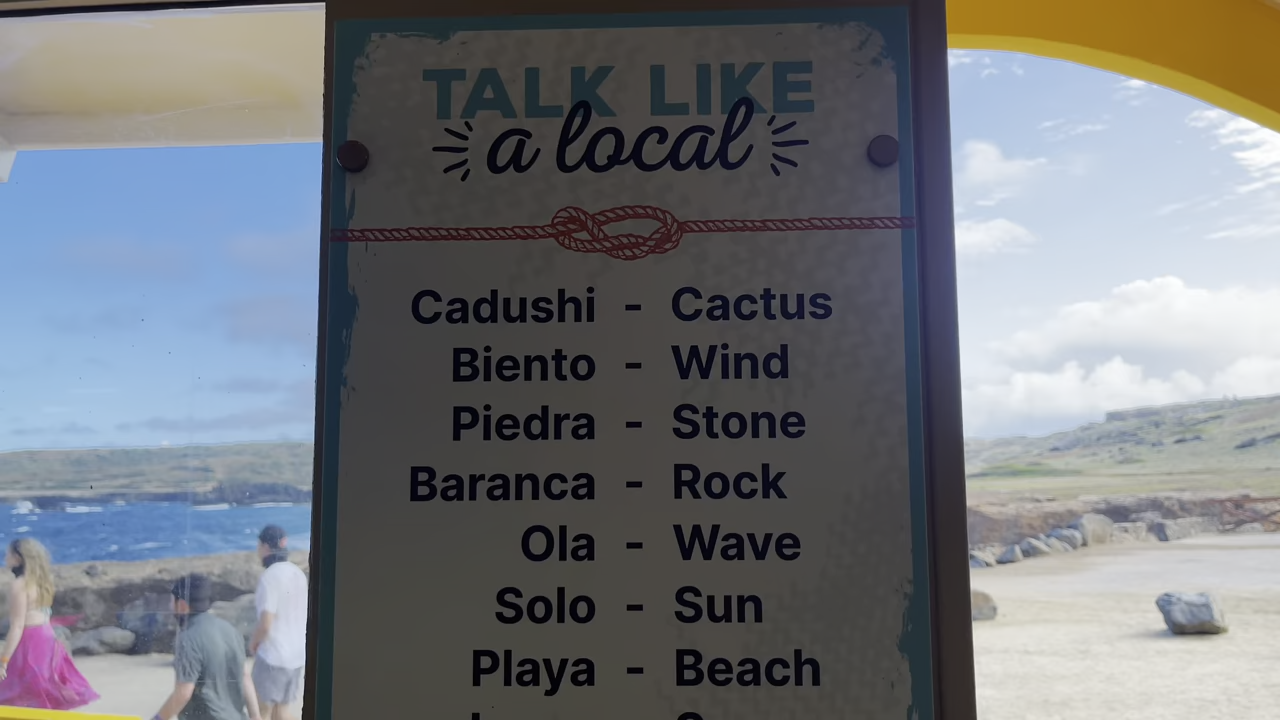 TALK LIKE
a local
Cadushi - Cactus
Biento - Wind
Piedra - Stone
Baranca - Rock
Ola - Wave
Solo - Sun
Playa - Beach